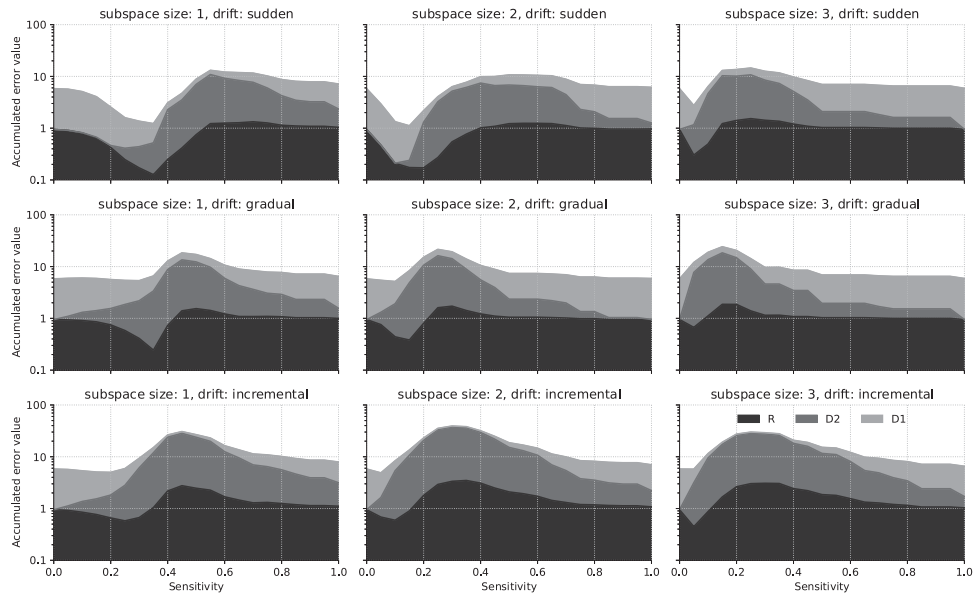 subspace size: 1, drift: sudden
subspace size: 2, drift: sudden
subspace size: 3, drift: sudden
Accumulated error value
100
10
1
0.1
subspace size: 1, drift: gradual
subspace size: 2, drift: gradual
subspace size: 3, drift: gradual
Accumulated error value
100
10
1
0.1
subspace size: 1, drift: incremental
subspace size: 2, drift: incremental
subspace size: 3, drift: incremental
Accumulated error value
100
10
1
0.1
R D2 D1
0.0 0.2 0.4 0.6 0.8 1.0
0.0 0.2 0.4 0.6 0.8 1.0
0.0 0.2 0.4 0.6 0.8 1.0
Sensitivity
Sensitivity
Sensitivity